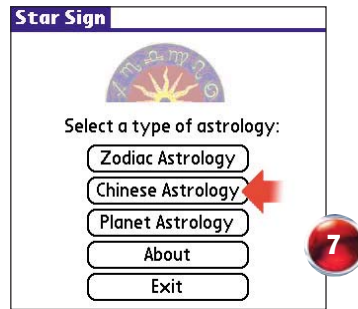 Star Sign
Select a type of astrology:
Zodiac Astrology
Chinese Astrology
Planet Astrology
About
Exit
7